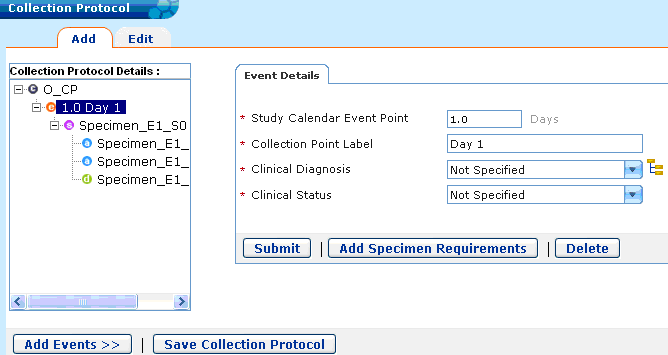 Collection Protocol
Add Edit
Collection Protocol Details :
C O_CP
e 1.0 Day 1
s Specimen_E1_S0
a Specimen_E1_
a Specimen_E1_
d Specimen_E1_
Event Details
* Study Calendar Event Point 1.0 Days
* Collection Point Label Day 1
* Clinical Diagnosis Not Specified
* Clinical Status Not Specified
Submit | Add Specimen Requirements | Delete
Add Events >> | Save Collection Protocol